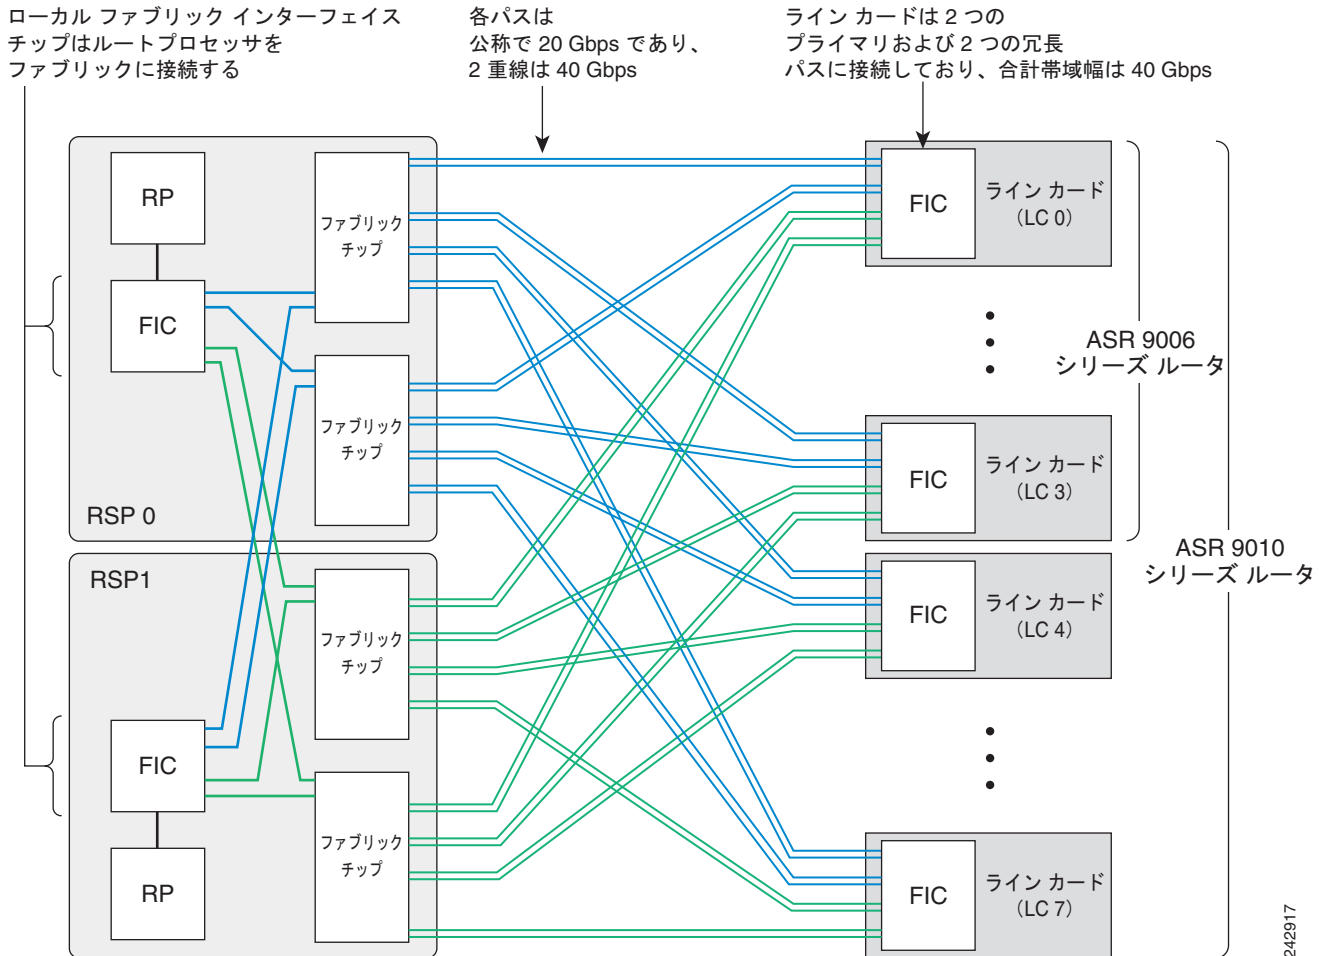 ローカル ファブリック インターフェイス
チップはルートプロセッサを
ファブリックに接続する
各パスは
公称で 20 Gbps であり、
2 重線は 40 Gbps
ライン カードは 2 つの
プライマリおよび 2 つの冗長
パスに接続しており、合計帯域幅は 40 Gbps
RP
FIC
ファブリック
チップ
ファブリック
チップ
RSP 0
RSP1
ファブリック
チップ
FIC
RP
ファブリック
チップ
FIC
ライン カード
(LC 0)
ASR 9006
シリーズ ルータ
FIC
ライン カード
(LC 3)
ASR 9010
シリーズ ルータ
FIC
ライン カード
(LC 4)
FIC
ライン カード
(LC 7)
242917